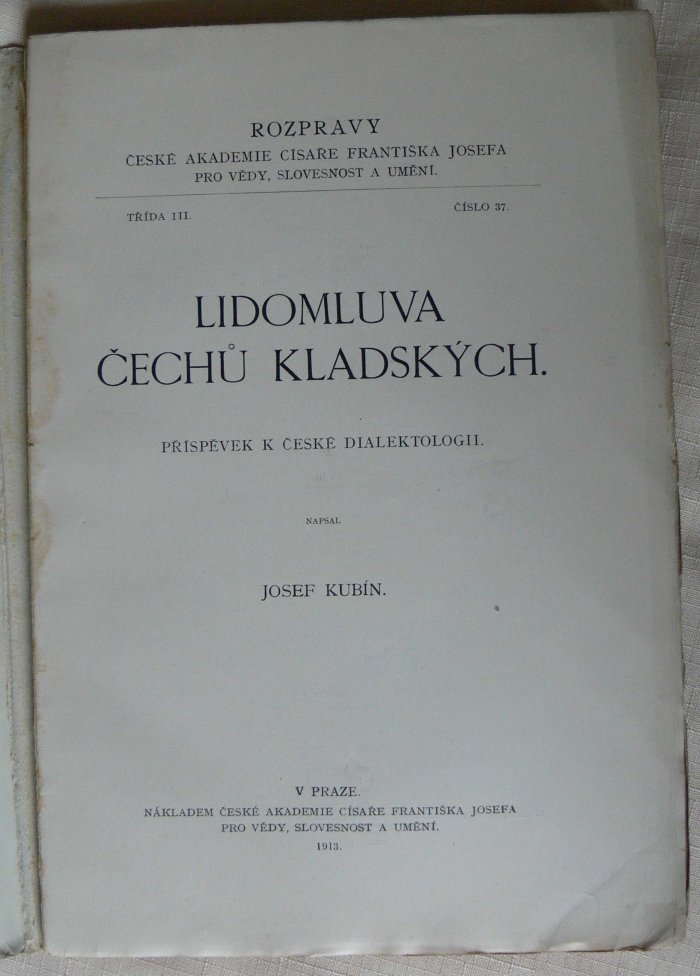 ROZPRAVY
ČESKÉ AKADEMIE CÍSAŘE FRANTIŠKA JOSEFA
PRO VĚDY, SLOVESNOST A UMĚNÍ.
TŘÍDA III.
ČÍSLO 37.
LIDOMLUVA
ČECHŮ KLADSKÝCH.
PŘÍSPĚVEK K ČESKÉ DIALEKTOLOGII.
NAPSAL
JOSEF KUBÍN.
V PRAZE.
NÁKLADEM ČESKÉ AKADEMIE CÍSAŘE FRANTIŠKA JOSEFA
PRO VĚDY, SLOVESNOST A UMĚNÍ.
1913.